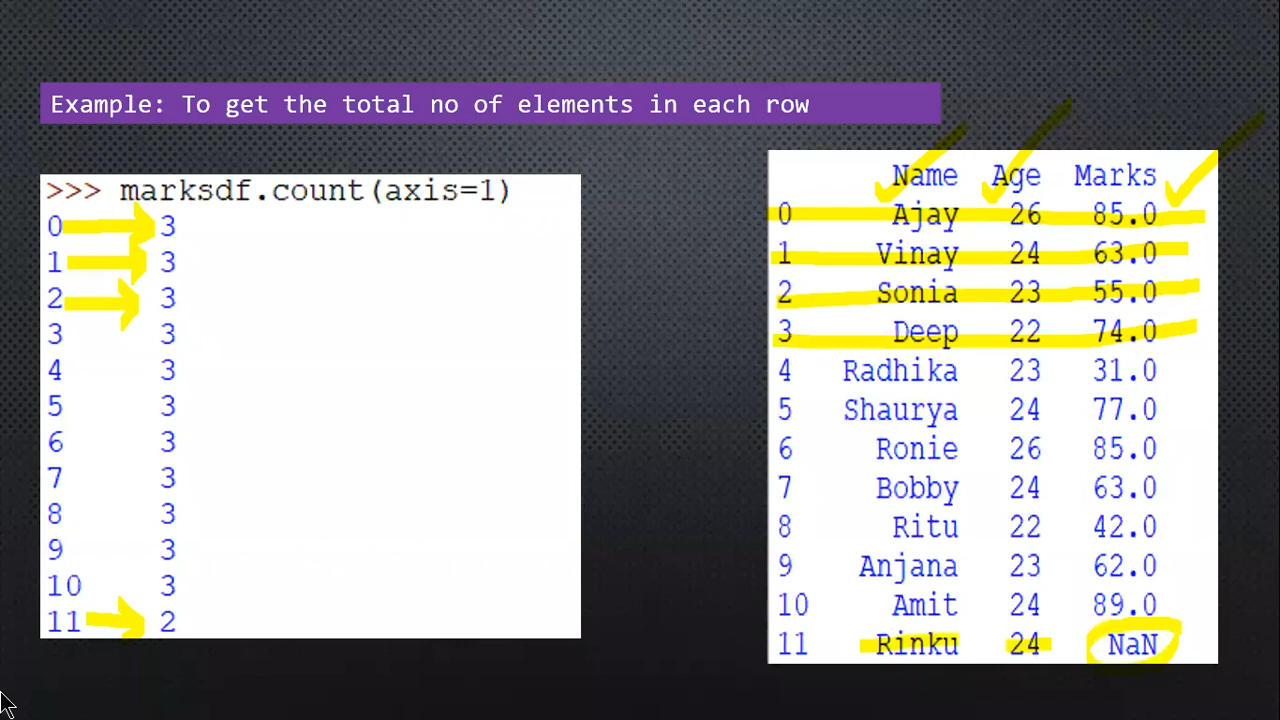 Example: To get the total no of elements in each row
>>> marksdf.count(axis=1)
0 3
1 3
2 3
3 3
4 3
5 3
6 3
7 3
8 3
9 3
10 3
11 2
Name Age Marks
0 Ajay 26 85.0
1 Vinay 24 63.0
2 Sonia 23 55.0
3 Deep 22 74.0
4 Radhika 23 31.0
5 Shaurya 24 77.0
6 Ronie 26 85.0
7 Bobby 24 63.0
8 Ritu 22 42.0
9 Anjana 23 62.0
10 Amit 24 89.0
11 Rinku 24 NaN